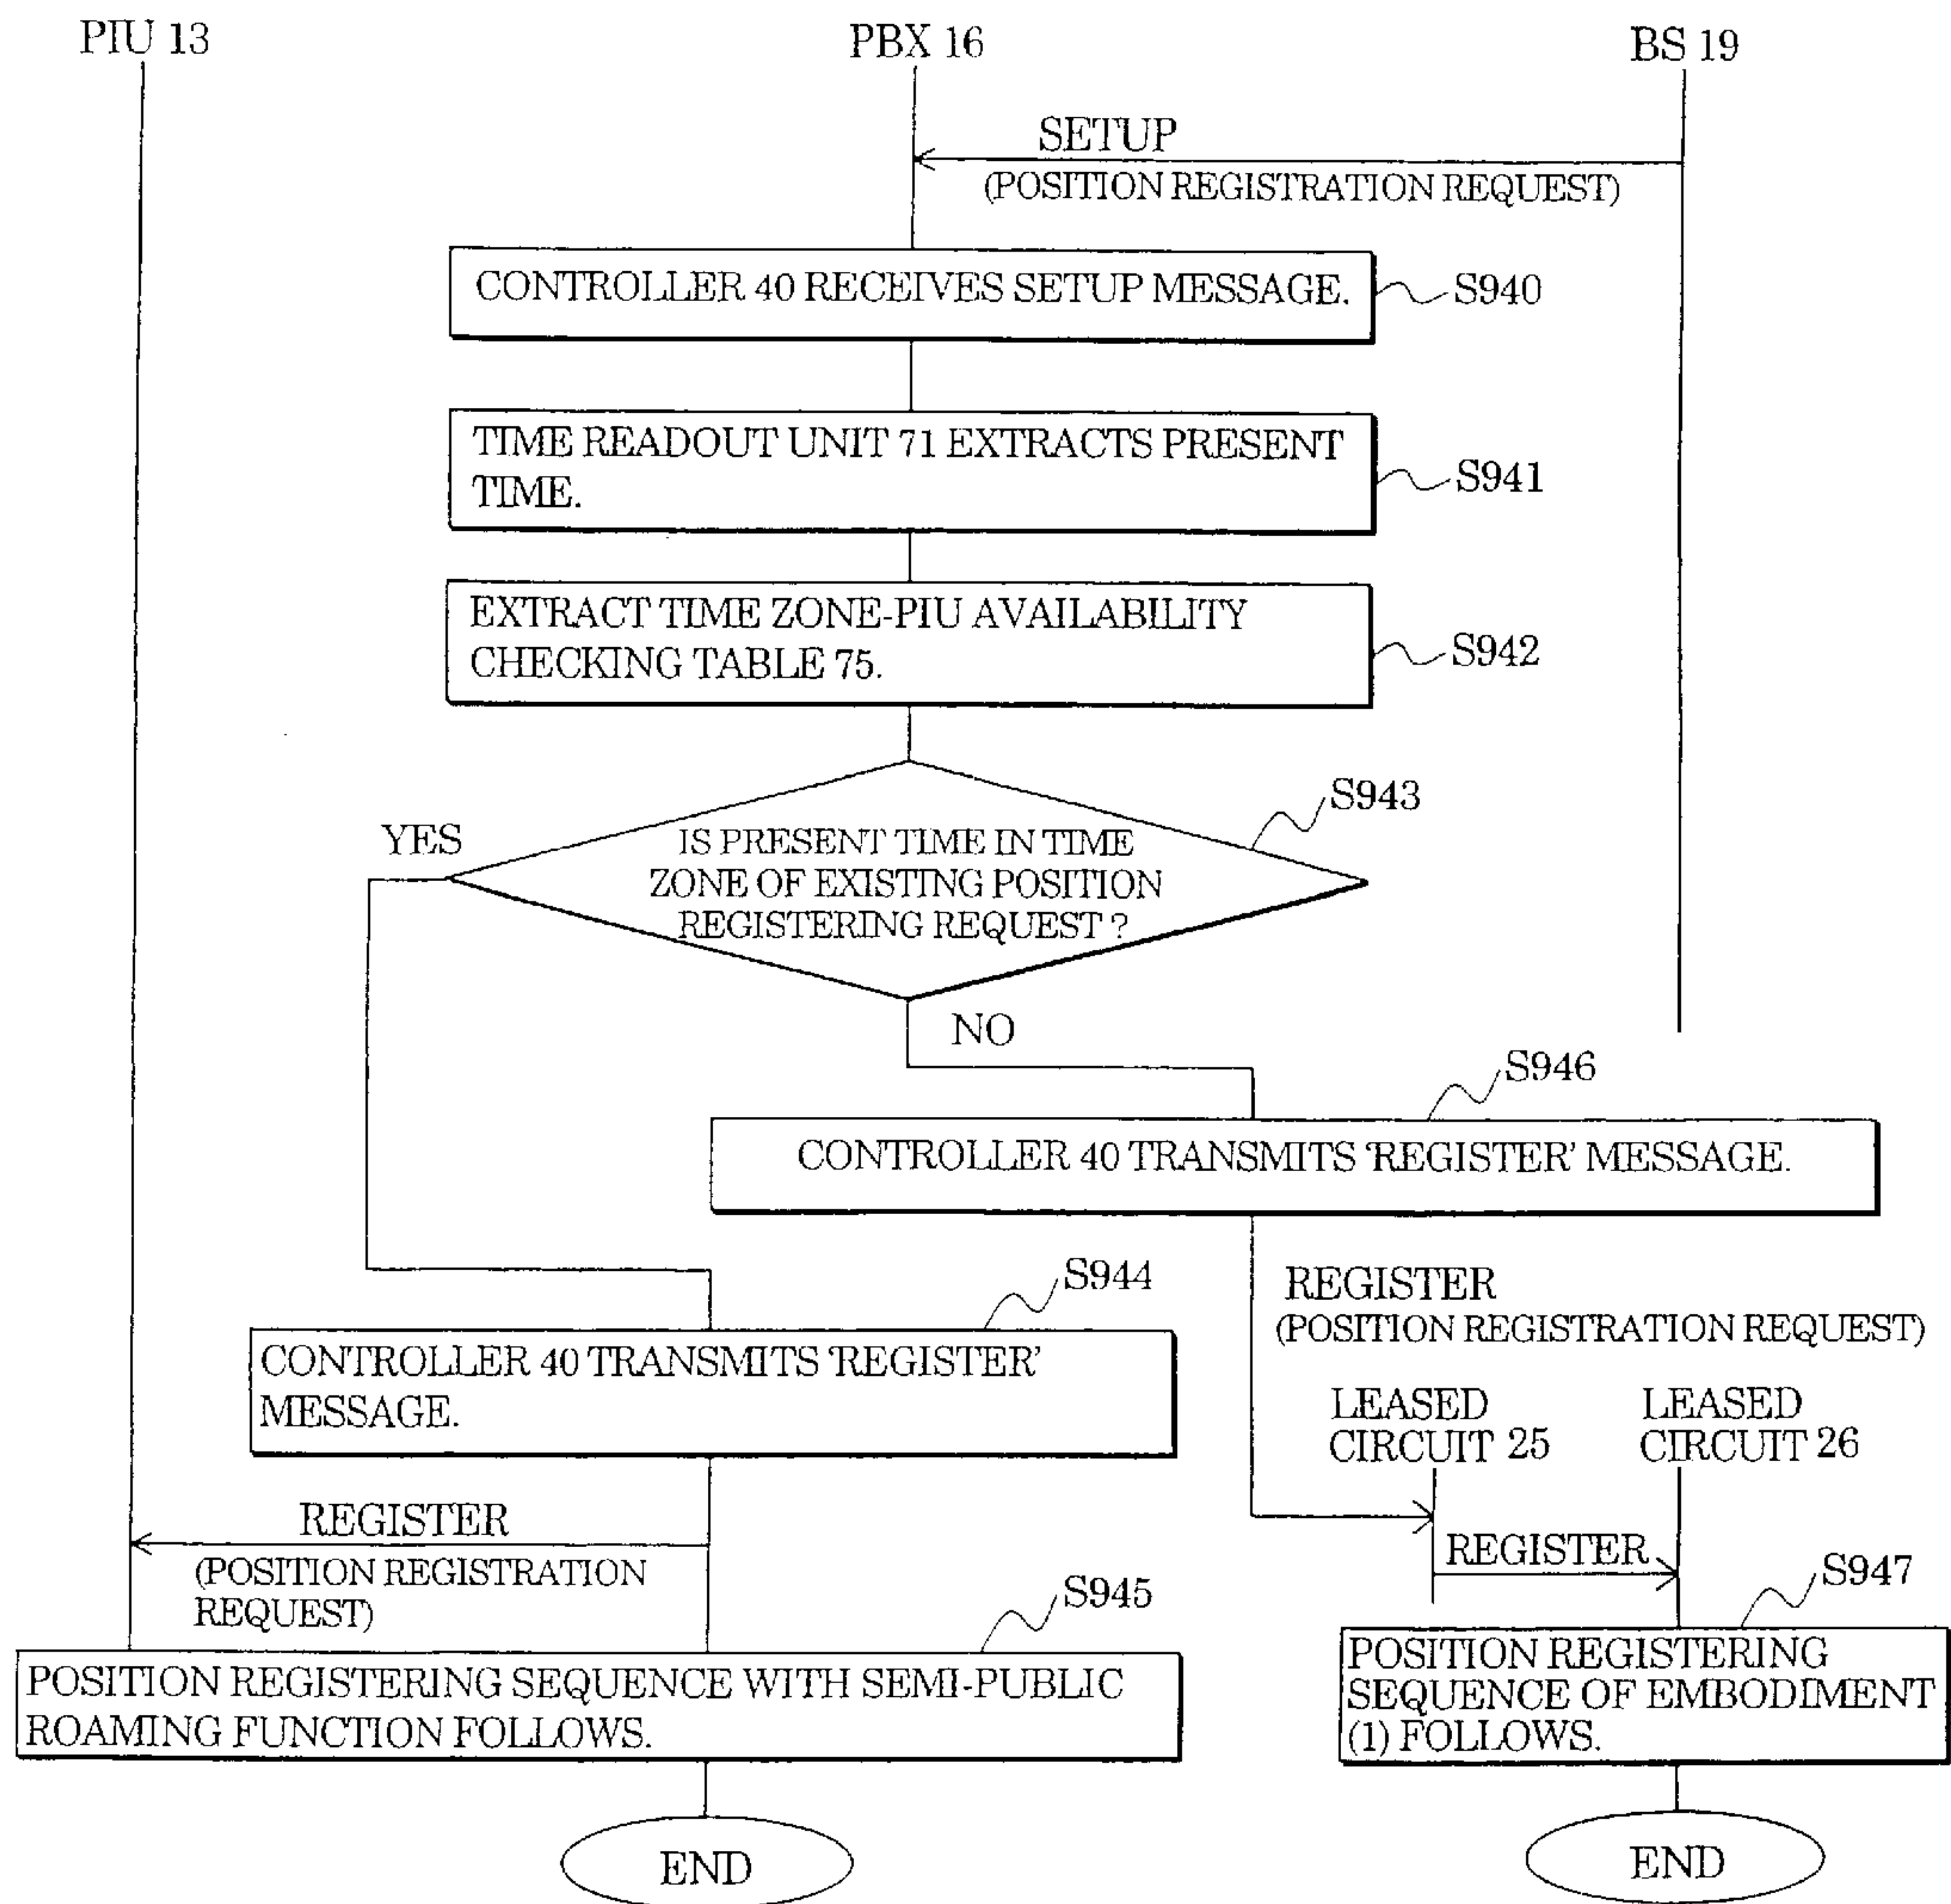 PIU 13
PBX 16
BS 19
SETUP
(POSITION REGISTRATION REQUEST)
CONTROLLER 40 RECEIVES SETUP MESSAGE.
S940
TIME READOUT UNIT 71 EXTRACTS PRESENT
TIME.
S941
EXTRACT TIME ZONE-PIU AVAILABILITY
CHECKING TABLE 75.
S942
S943
YES
IS PRESENT TIME IN TIME
ZONE OF EXISTING POSITION
REGISTERING REQUEST ?
NO
S946
CONTROLLER 40 TRANSMITS 'REGISTER' MESSAGE.
S944
CONTROLLER 40 TRANSMITS 'REGISTER'
MESSAGE.
REGISTER
(POSITION REGISTRATION REQUEST)
LEASED
CIRCUIT 25
LEASED
CIRCUIT 26
REGISTER
(POSITION REGISTRATION
REQUEST)
REGISTER
S945
POSITION REGISTERING SEQUENCE WITH SEMI-PUBLIC
ROAMING FUNCTION FOLLOWS.
S947
POSITION REGISTERING
SEQUENCE OF EMBODIMENT
(1) FOLLOWS.
END
END